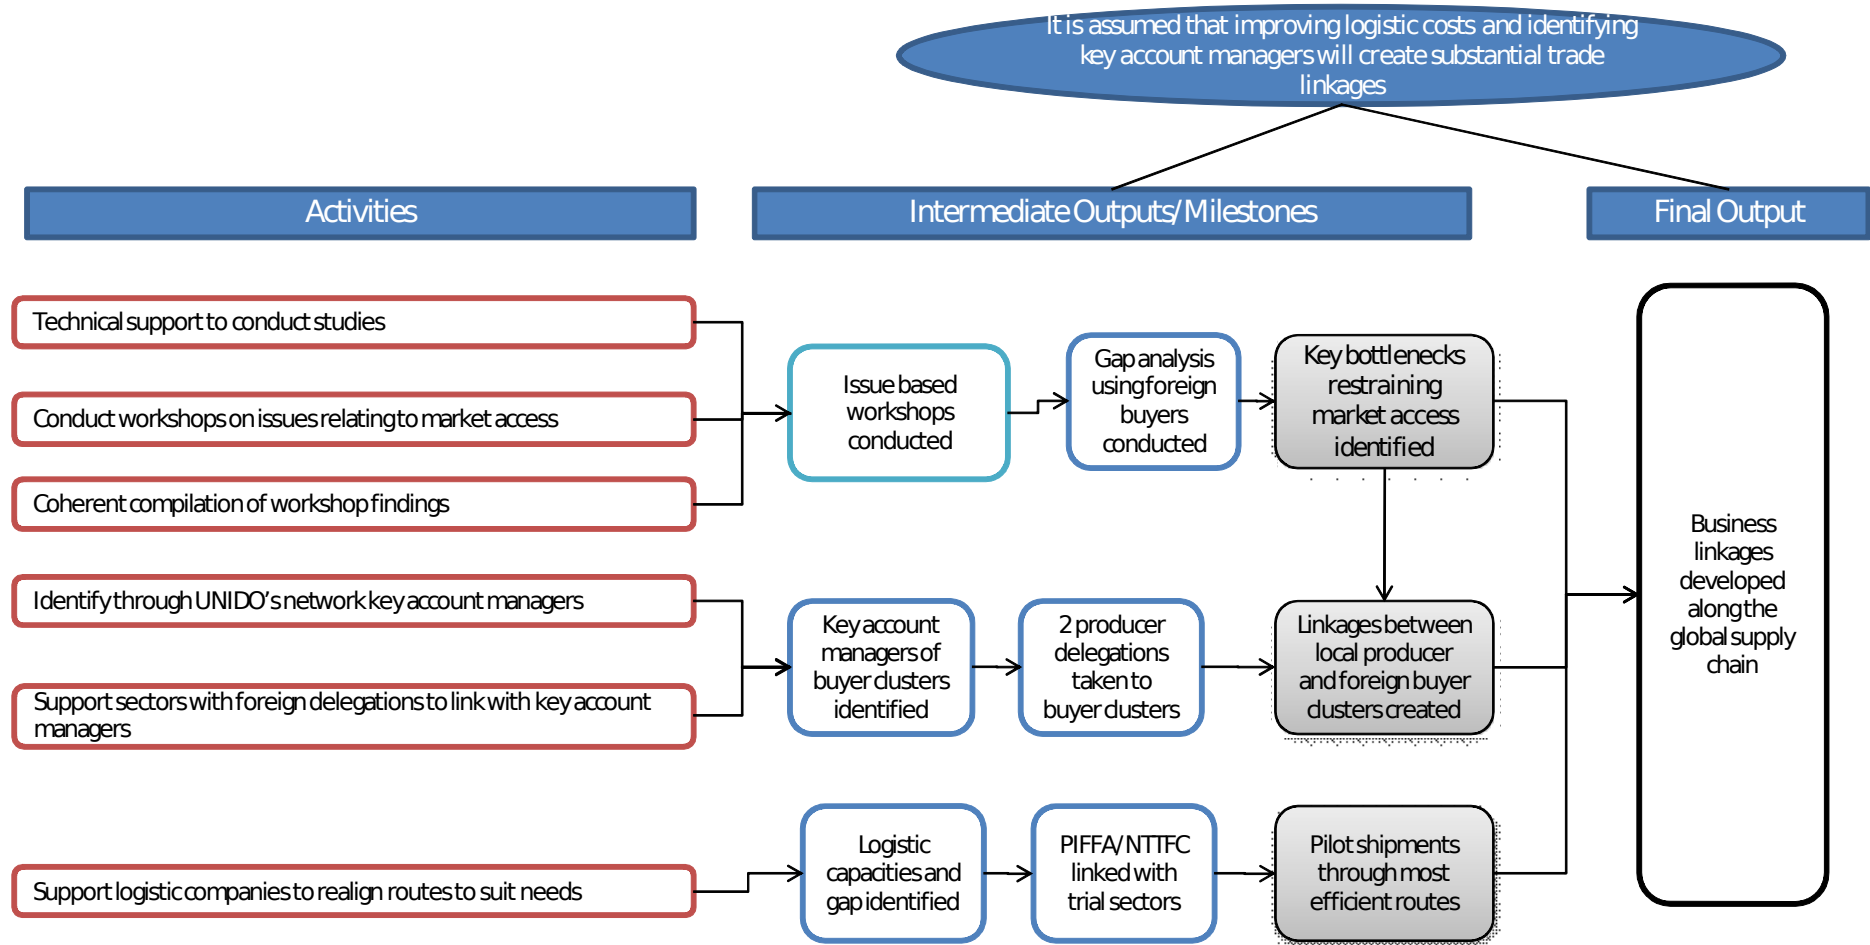 It is assumed that improving logistic costs and identifying
key account managers will create substantial trade
linkages
Activities
Intermediate Outputs/Milestones
Final Output
Technical support to conduct studies
Conduct workshops on issues relating to market access
Coherent compilation of workshop findings
Issue based
workshops
conducted
Gap analysis
using foreign
buyers
conducted
Key bottlenecks
restraining
market access
identified
Identify through UNIDO's network key account managers
Support sectors with foreign delegations to link with key account
managers
Key account
managers of
buyer clusters
identified
2 producer
delegations
taken to
buyer clusters
Linkages between
local producer
and foreign buyer
clusters created
Support logistic companies to realign routes to suit needs
Logistic
capacities and
gap identified
PIFFA/NTTFC
linked with
trial sectors
Pilot shipments
through most
efficient routes
Business
linkages
developed
along the
global supply
chain